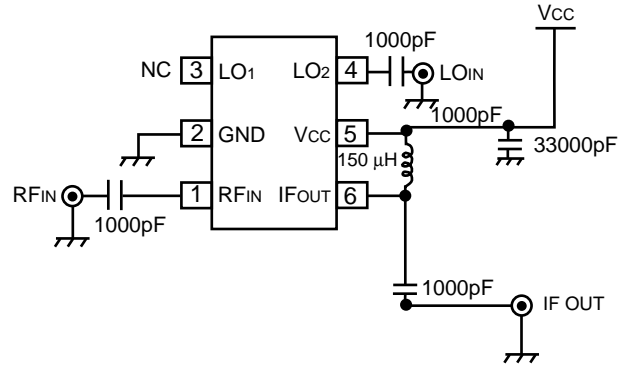 VCC
1000pF
NC 3 LO1 LO2 4 LOIN
1000pF
2 GND VCC 5 33000pF
150 μH
RFIN 1 RFIN IFOUT 6
1000pF
1000pF
IF OUT